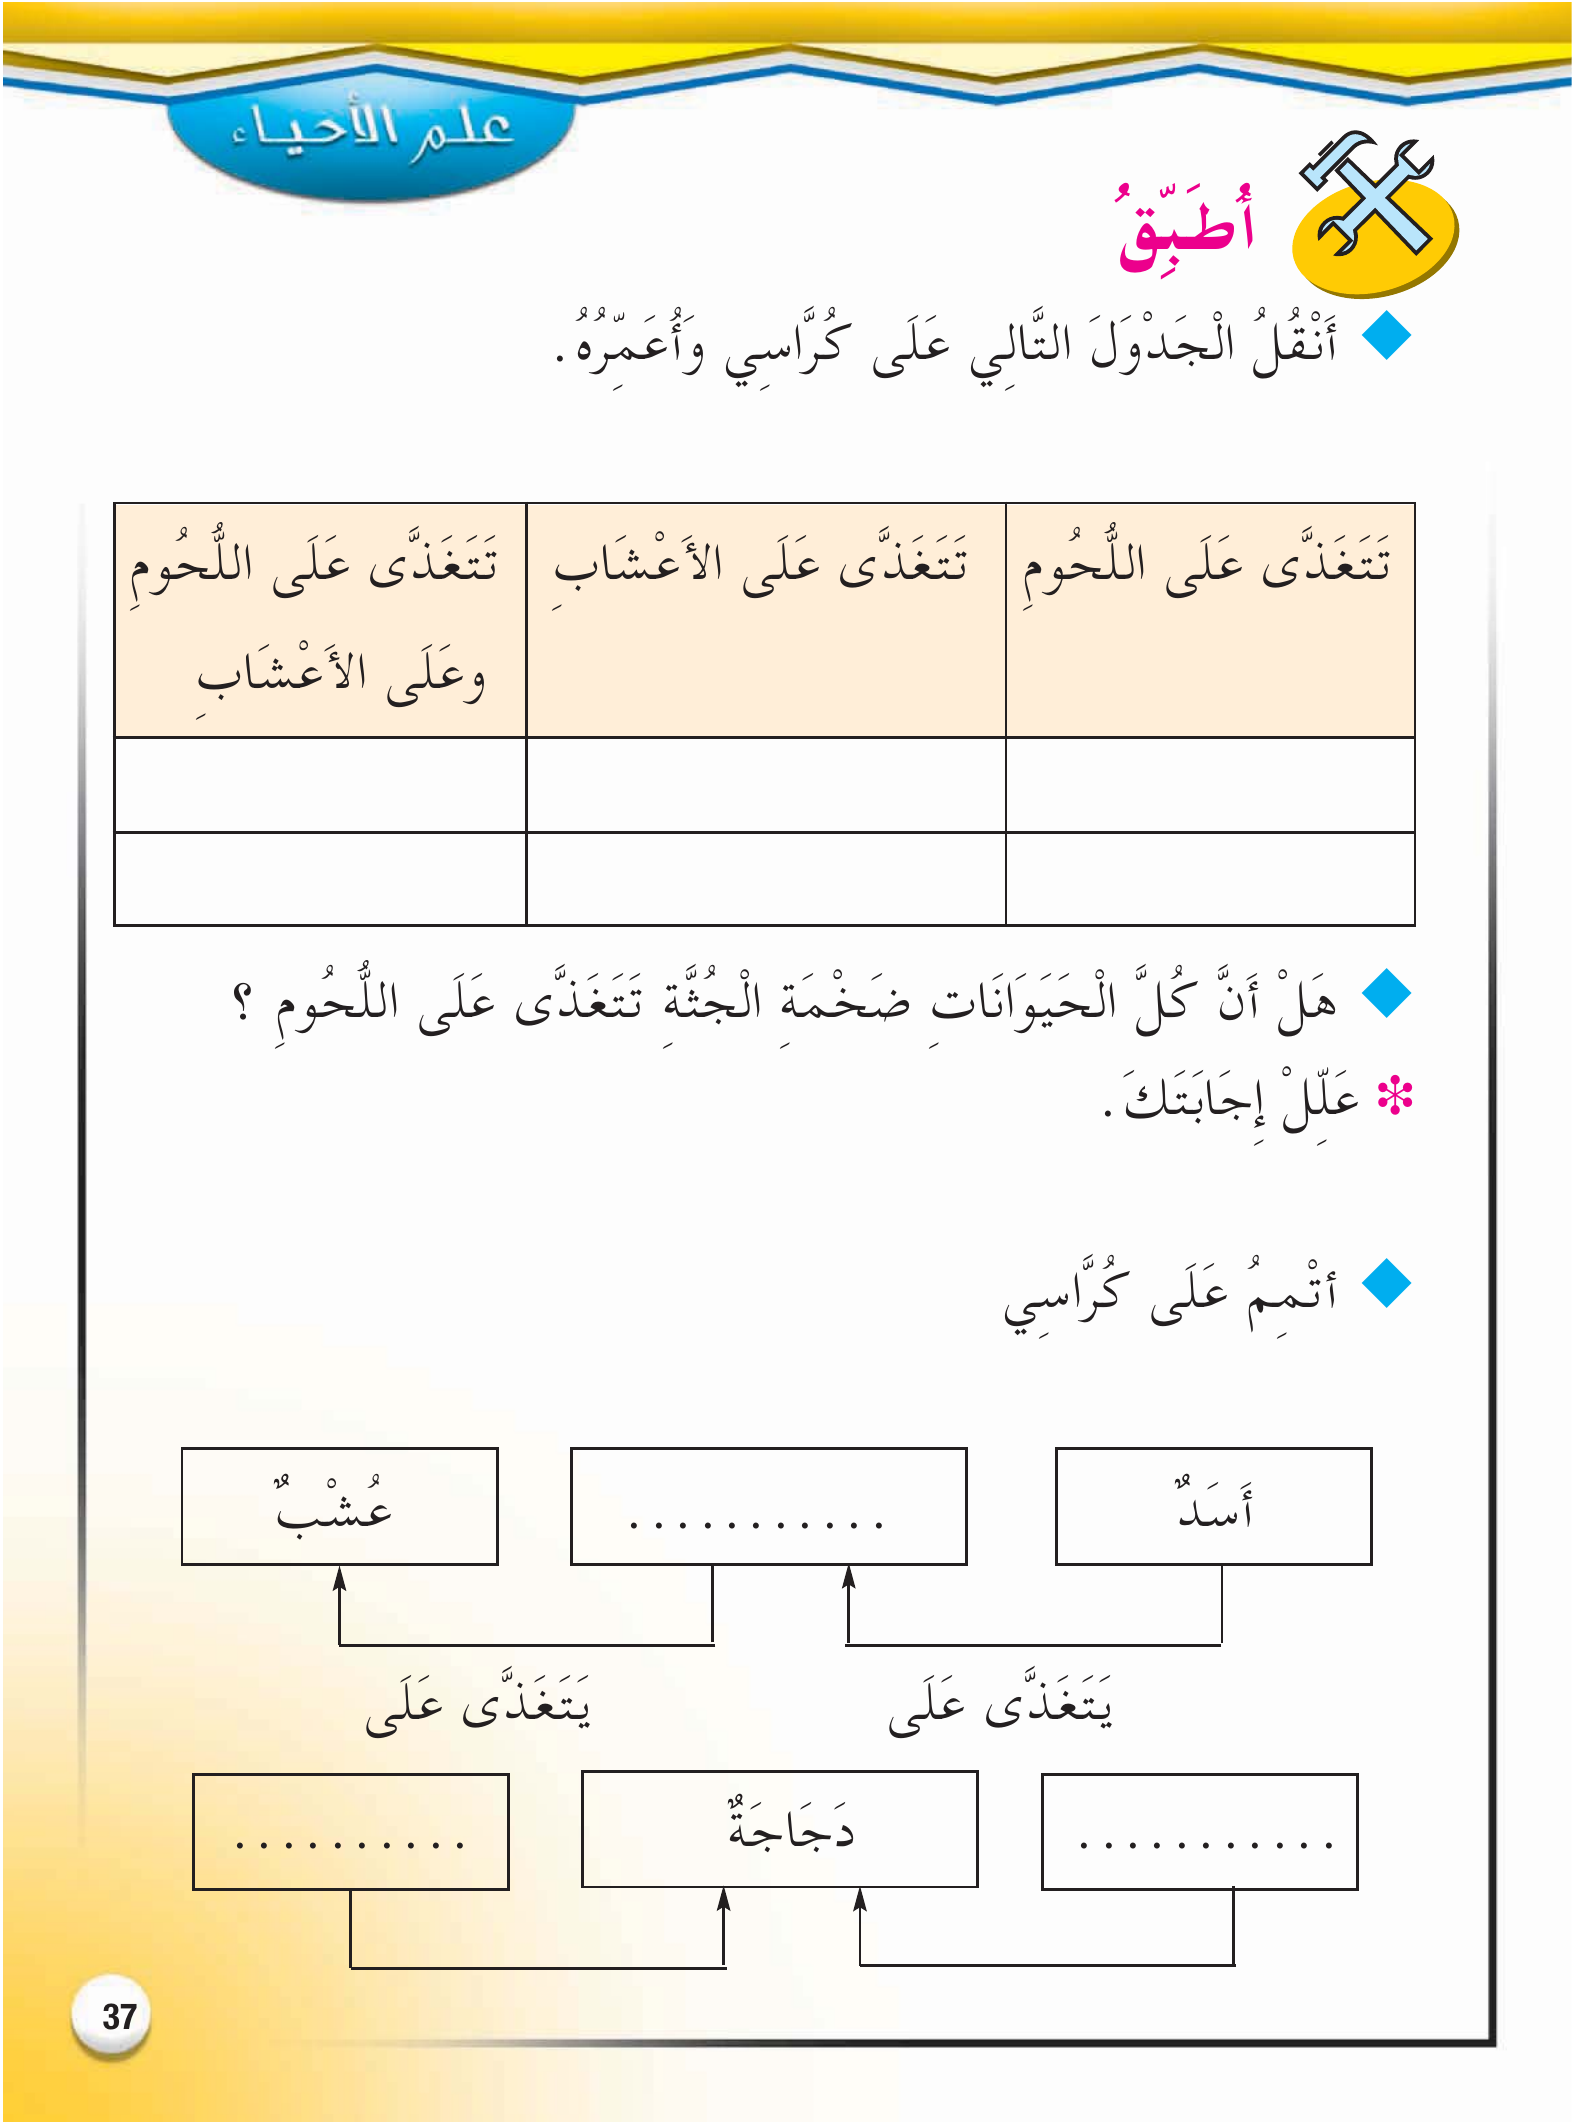 علم الأحياء
أُطَبِّقُ
أَنْقُلُ الْجَدْوَلَ التَّالِي عَلَى كُرَّاسِي وَأُعَمِّرُهُ.
تَتَغَذَّى عَلَى اللُّحُومِ
تَتَغَذَّى عَلَى الأَعْشَابِ
تَتَغَذَّى عَلَى اللُّحُومِ
وعَلَى الأَعْشَابِ
هَلْ أَنَّ كُلَّ الْحَيَوَانَاتِ ضَخْمَةِ الْجُثَّةِ تَتَغَذَّى عَلَى اللُّحُومِ ؟
عَلِّلْ إِجَابَتَكَ.
أتْمِمُ عَلَى كُرَّاسِي
أَسَدٌ
...........
عُشْبٌ
يَتَغَذَّى عَلَى
يَتَغَذَّى عَلَى
...........
دَجَاجَةٌ
..........
37